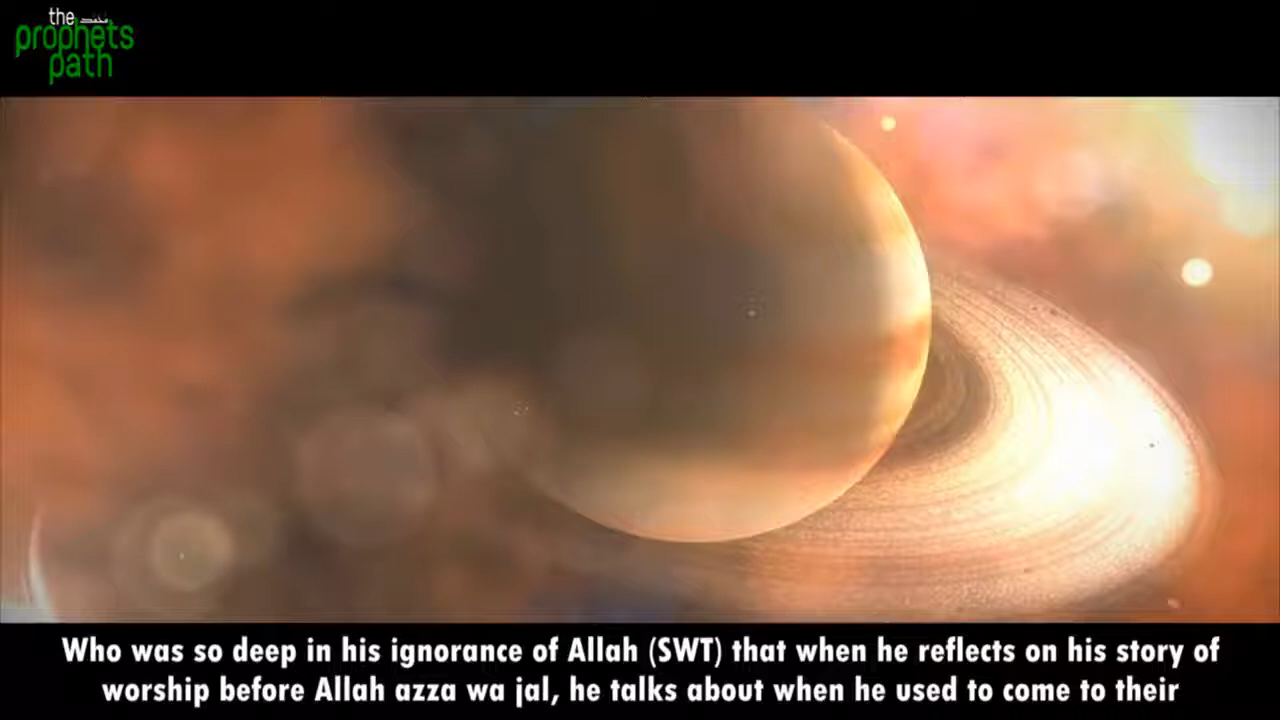 the محمد
prophets
path
Who was so deep in his ignorance of Allah (SWT) that when he reflects on his story of
worship before Allah azza wa jal, he talks about when he used to come to their